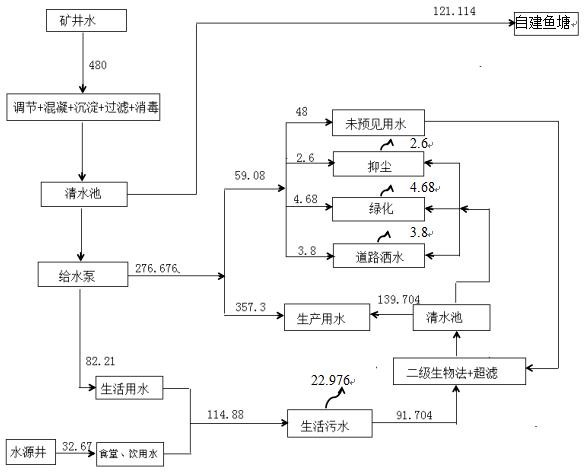 矿井水
121.114
自建鱼塘
480
调节+混凝+沉淀+过滤+消毒
48
未预见用水
2.6
59.08
2.6
抑尘
清水池
4.68
4.68
绿化
3.8
3.8
道路洒水
给水泵
276.676
139.704
357.3
生产用水
清水池
82.21
二级生物法+超滤
22.976
生活用水
114.88
生活污水
91.704
水源井
32.67
食堂、饮用水